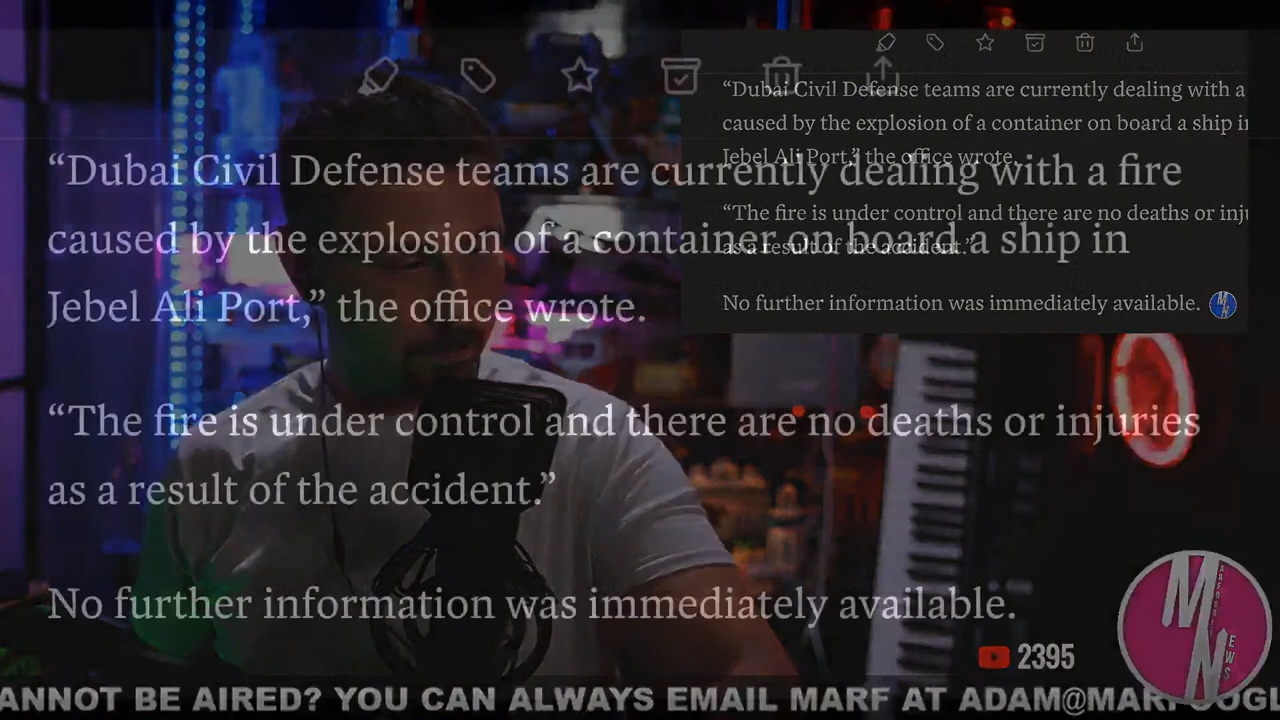 “Dubai Civil Defense teams are currently dealing with a fire
caused by the explosion of a container on board a ship in
Jebel Ali Port,” the office wrote.
“The fire is under control and there are no deaths or injuries
as a result of the accident.”
No further information was immediately available.
“Dubai Civil Defense teams are currently dealing with a
caused by the explosion of a container on board a ship
Jebel Ali Port,” the office wrote.
“The fire is under control and there are no deaths or
as a result of the accident.”
No further information was immediately available.
MN
2395
M
N EWS
ANNOT BE AIRED? YOU CAN ALWAYS EMAIL MARF AT